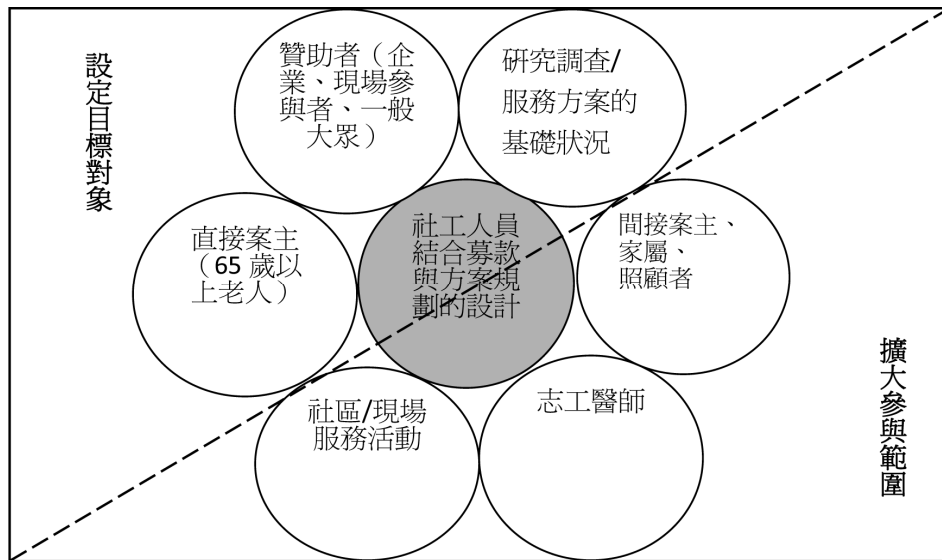 設定目標對象
贊助者（企
業、現場參
與者、一般
大眾）
研究調查/
服務方案的
基礎狀況
直接案主
（65 歲以
上老人）
社工人員
結合募款
與方案規
劃的設計
間接案主、
家屬、
照顧者
社區/現場
服務活動
志工醫師
擴大參與範圍